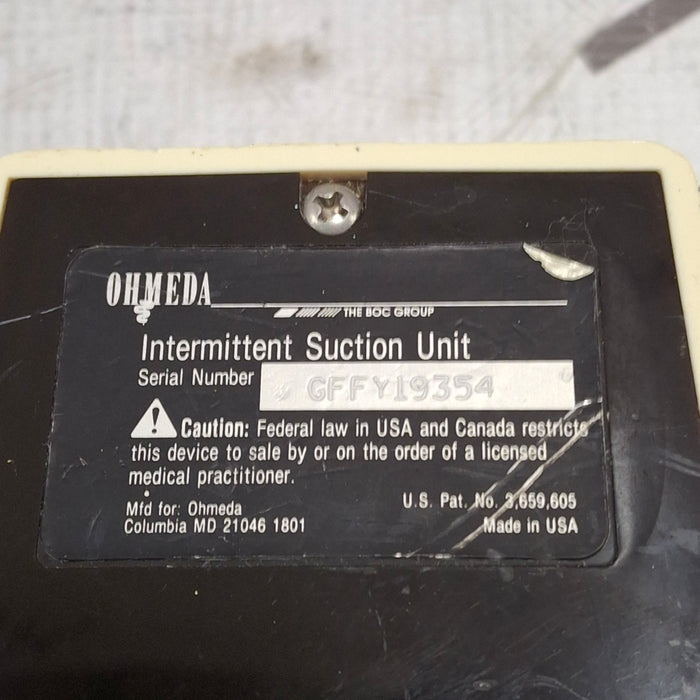 OHMEDA
THE BOC GROUP
Intermittent Suction Unit
Serial Number GFFY19354
Caution: Federal law in USA and Canada restricts
this device to sale by or on the order of a licensed
medical practitioner.
Mfd for: Ohmeda
Columbia MD 21046 1801
U.S. Pat. No. 3,659,605
Made in USA